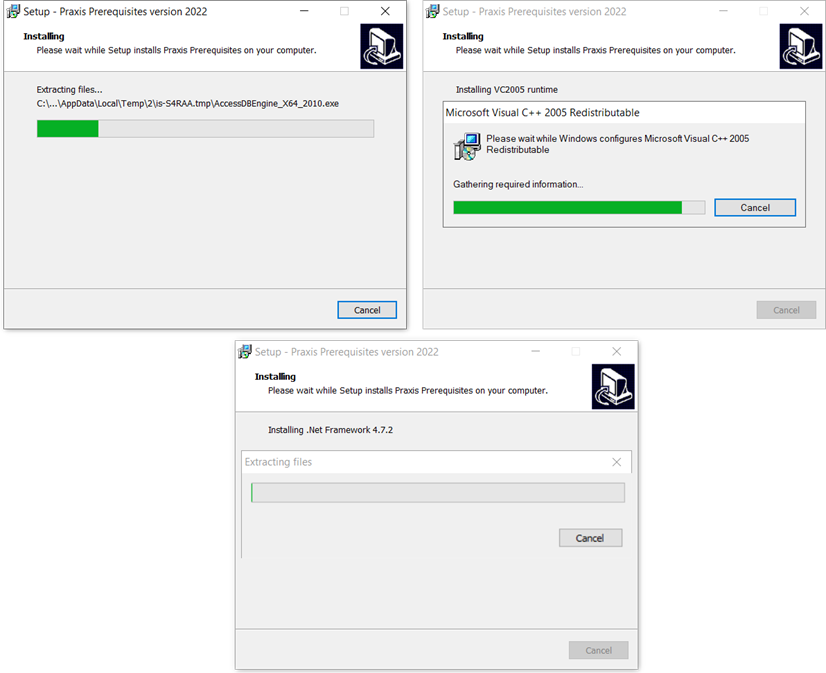 Setup - Praxis Prerequisites version 2022
Installing
Please wait while Setup installs Praxis Prerequisites on your computer.
Extracting files...
C:\...\AppData\Local\Temp\2\is-S4RAA.tmp\AccessDBEngine_X64_2010.exe
Cancel
Setup - Praxis Prerequisites version 2022
Installing
Please wait while Setup installs Praxis Prerequisites on your computer.
Installing VC2005 runtime
Microsoft Visual C++ 2005 Redistributable
Please wait while Windows configures Microsoft Visual C++ 2005
Redistributable
Gathering required information...
Cancel
Cancel
Setup - Praxis Prerequisites version 2022
Installing
Please wait while Setup installs Praxis Prerequisites on your computer.
Installing .Net Framework 4.7.2
Extracting files
Cancel
Cancel